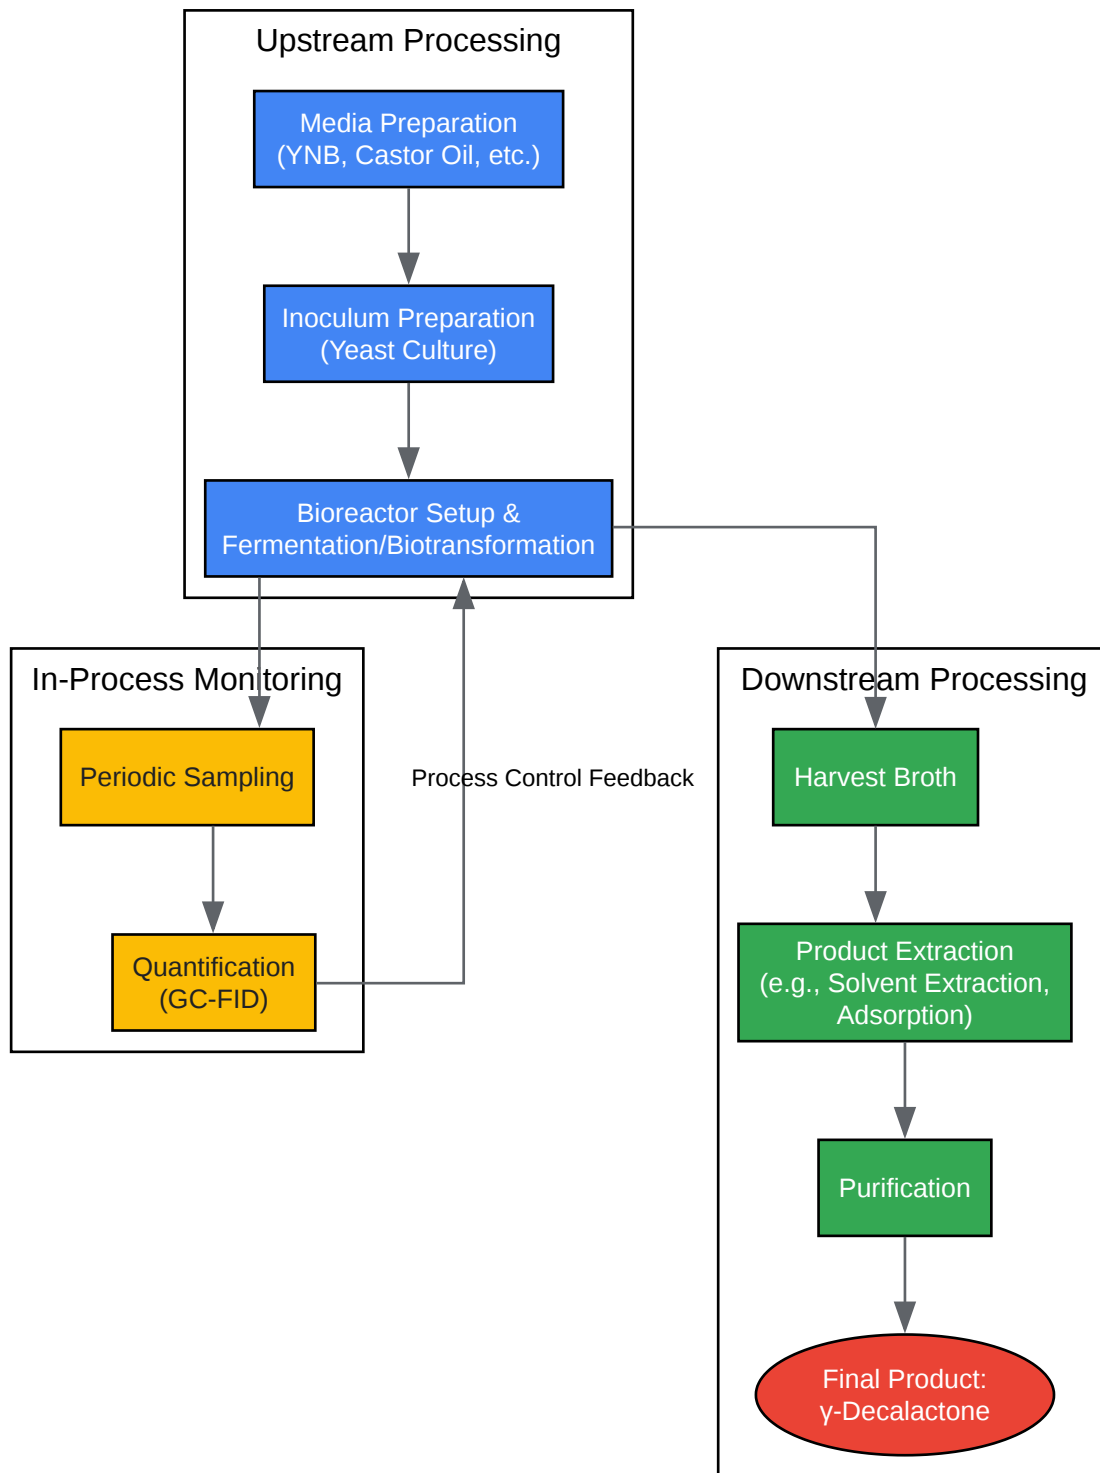 Upstream Processing
Media Preparation
(YNB, Castor Oil, etc.)
Inoculum Preparation
(Yeast Culture)
Bioreactor Setup &
Fermentation/Biotransformation
In-Process Monitoring
Periodic Sampling
Quantification
(GC-FID)
Process Control Feedback
Downstream Processing
Harvest Broth
Product Extraction
(e.g., Solvent Extraction,
Adsorption)
Purification
Final Product:
γ-Decalactone